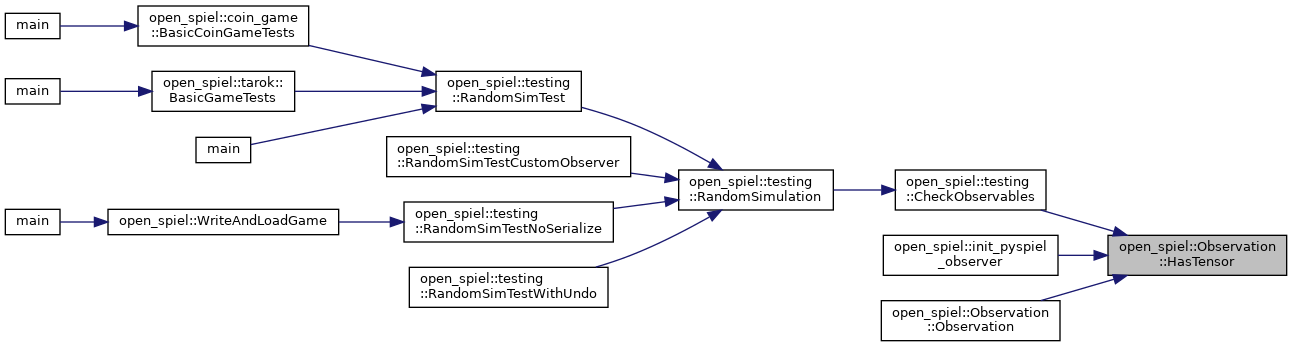 main
open_spiel::coin_game
::BasicCoinGameTests
main
open_spiel::tarok::
BasicGameTests
main
open_spiel::testing
::RandomSimTest
open_spiel::testing
::RandomSimTestCustomObserver
main
open_spiel::WriteAndLoadGame
open_spiel::testing
::RandomSimTestNoSerialize
open_spiel::testing
::RandomSimTestWithUndo
open_spiel::testing
::RandomSimulation
open_spiel::testing
::CheckObservables
open_spiel::init_pyspiel
_observer
open_spiel::Observation
::Observation
open_spiel::Observation
::HasTensor